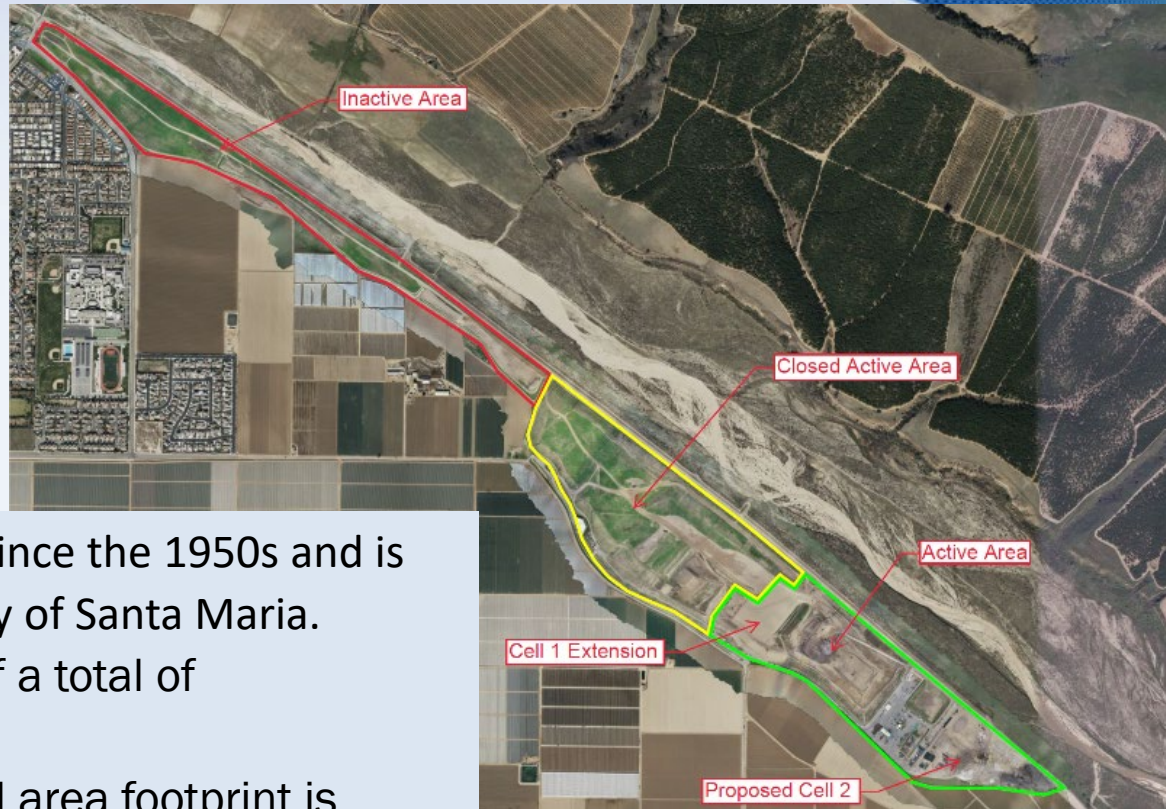 Inactive Area
Closed Active Area
Active Area
Cell 1 Extension
Proposed Cell 2
ince the 1950s and is
y of Santa Maria.
f a total of
l area footprint is